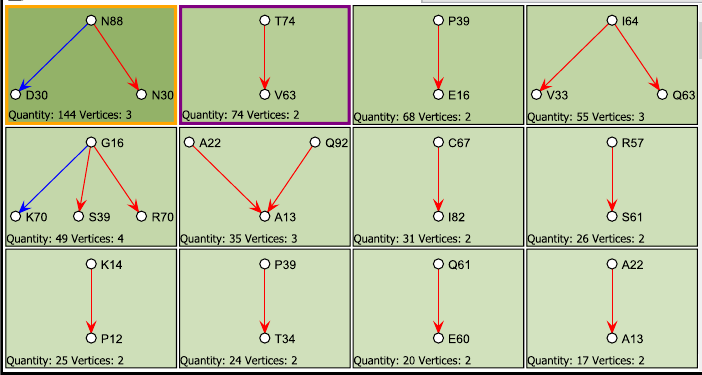 N88 T74 P39 I64
D30 N30 V63 E16 V33 Q63
Quantity: 144 Vertices: 3 Quantity: 74 Vertices: 2 Quantity: 68 Vertices: 2 Quantity: 55 Vertices: 3
G16 A22 Q92 C67 R57
K70 S39 R70 A13 I82 S61
Quantity: 49 Vertices: 4 Quantity: 35 Vertices: 3 Quantity: 31 Vertices: 2 Quantity: 26 Vertices: 2
K14 P39 Q61 A22
P12 T34 E60 A13
Quantity: 25 Vertices: 2 Quantity: 24 Vertices: 2 Quantity: 20 Vertices: 2 Quantity: 17 Vertices: 2